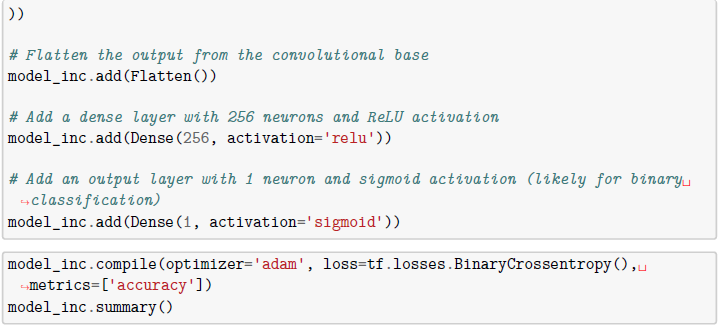 ))
# Flatten the output from the convolutional base
model_inc.add(Flatten())
# Add a dense layer with 256 neurons and ReLU activation
model_inc.add(Dense(256, activation='relu'))
# Add an output layer with 1 neuron and sigmoid activation (likely for binary␣
↪classification)
model_inc.add(Dense(1, activation='sigmoid'))
model_inc.compile(optimizer='adam', loss=tf.losses.BinaryCrossentropy(),␣
↪metrics=['accuracy'])
model_inc.summary()